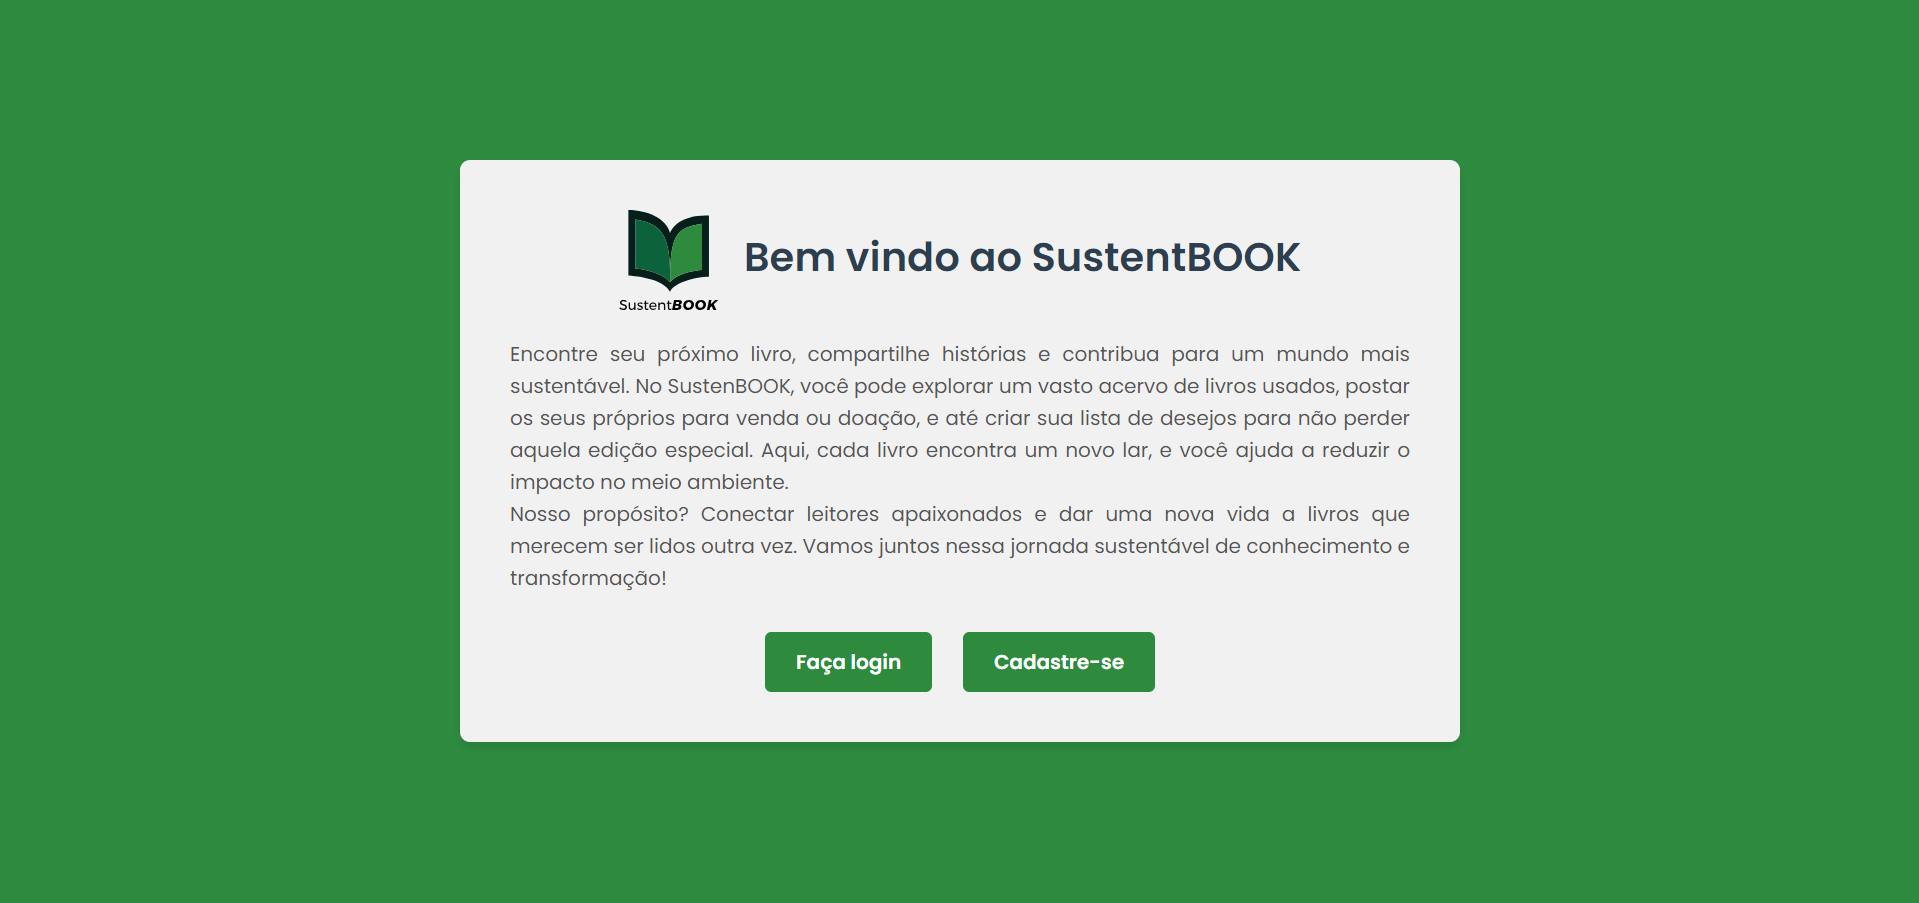 SustentBOOK
Bem vindo ao SustentBOOK
Encontre seu próximo livro, compartilhe histórias e contribua para um mundo mais
sustentável. No SustenBOOK, você pode explorar um vasto acervo de livros usados, postar
os seus próprios para venda ou doação, e até criar sua lista de desejos para não perder
aquela edição especial. Aqui, cada livro encontra um novo lar, e você ajuda a reduzir o
impacto no meio ambiente.
Nosso propósito? Conectar leitores apaixonados e dar uma nova vida a livros que
merecem ser lidos outra vez. Vamos juntos nessa jornada sustentável de conhecimento e
transformação!
Faça login
Cadastre-se